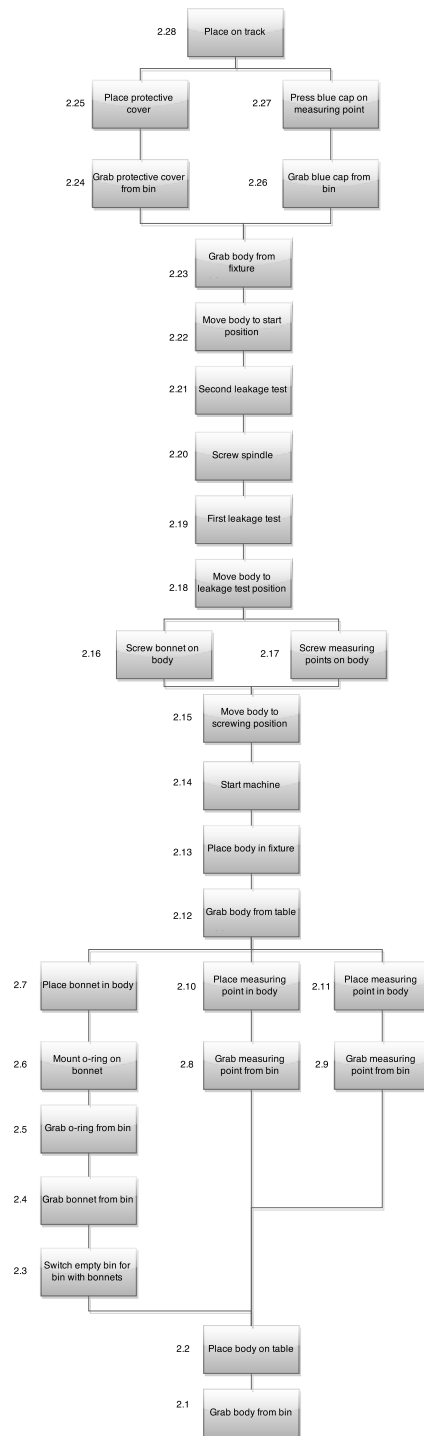 2.28
Place on track
2.25
Place protective
cover
2.27
Press blue cap on
measuring point
2.24
Grab protective cover
from bin
2.26
Grab blue cap from
bin
2.23
Grab body from
fixture
2.22
Move body to start
position
2.21
Second leakage test
2.20
Screw spindle
2.19
First leakage test
2.18
Move body to
leakage test position
2.16
Screw bonnet on
body
2.17
Screw measuring
points on body
2.15
Move body to
screwing position
2.14
Start machine
2.13
Place body in fixture
2.12
Grab body from table
2.7
Place bonnet in body
2.10
Place measuring
point in body
2.11
Place measuring
point in body
2.6
Mount o-ring on
bonnet
2.8
Grab measuring
point from bin
2.9
Grab measuring
point from bin
2.5
Grab o-ring from bin
2.4
Grab bonnet from bin
2.3
Switch empty bin for
bin with bonnets
2.2
Place body on table
2.1
Grab body from bin